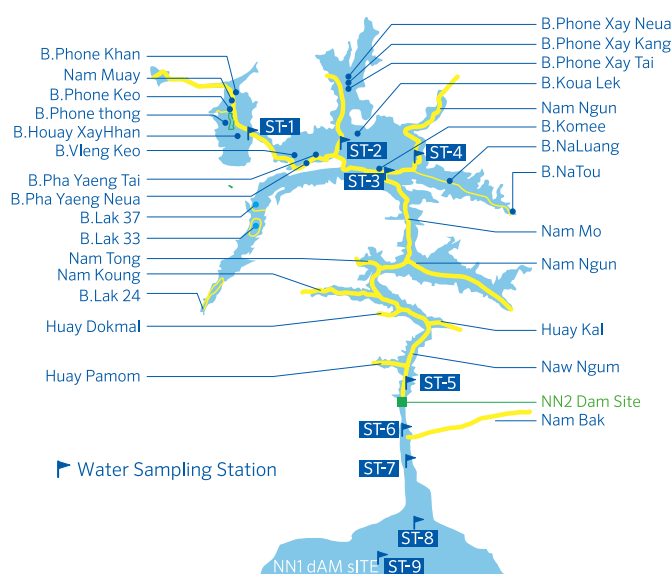 B.Phone Khan
Nam Muay
B.Phone Keo
B.Phone thong
B.Houay XayHhan
B.Vleng Keo
B.Pha Yaeng Tai
B.Pha Yaeng Neua
B.Lak 37
B.Lak 33
Nam Tong
Nam Koung
B.Lak 24
Huay Dokmal
Huay Pamom
B.Phone Xay Neua
B.Phone Xay Kang
B.Phone Xay Tai
B.Koua Lek
Nam Ngun
B.Komee
B.NaLuang
B.NaTou
Nam Mo
Nam Ngun
Huay Kal
Naw Ngum
NN2 Dam Site
Nam Bak
ST-1
ST-2
ST-3
ST-4
ST-5
ST-6
ST-7
ST-8
NN1 dAM sITE ST-9
Water Sampling Station